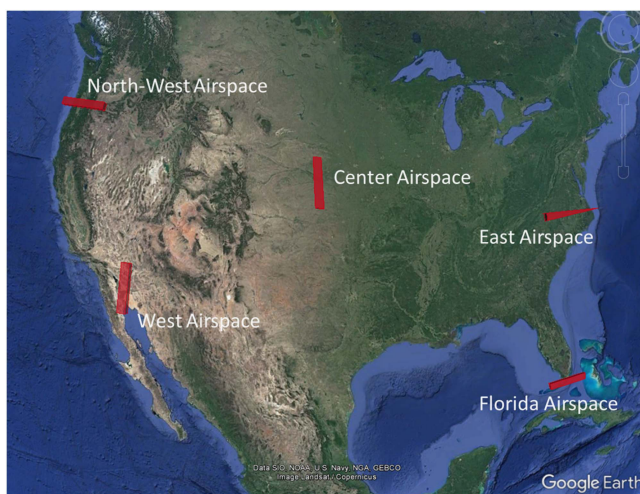 North-West Airspace
Center Airspace
East Airspace
West Airspace
Florida Airspace
Data SIO, NOAA, U.S. Navy, NGA, GEBCO
Image Landsat / Copernicus
Google Earth